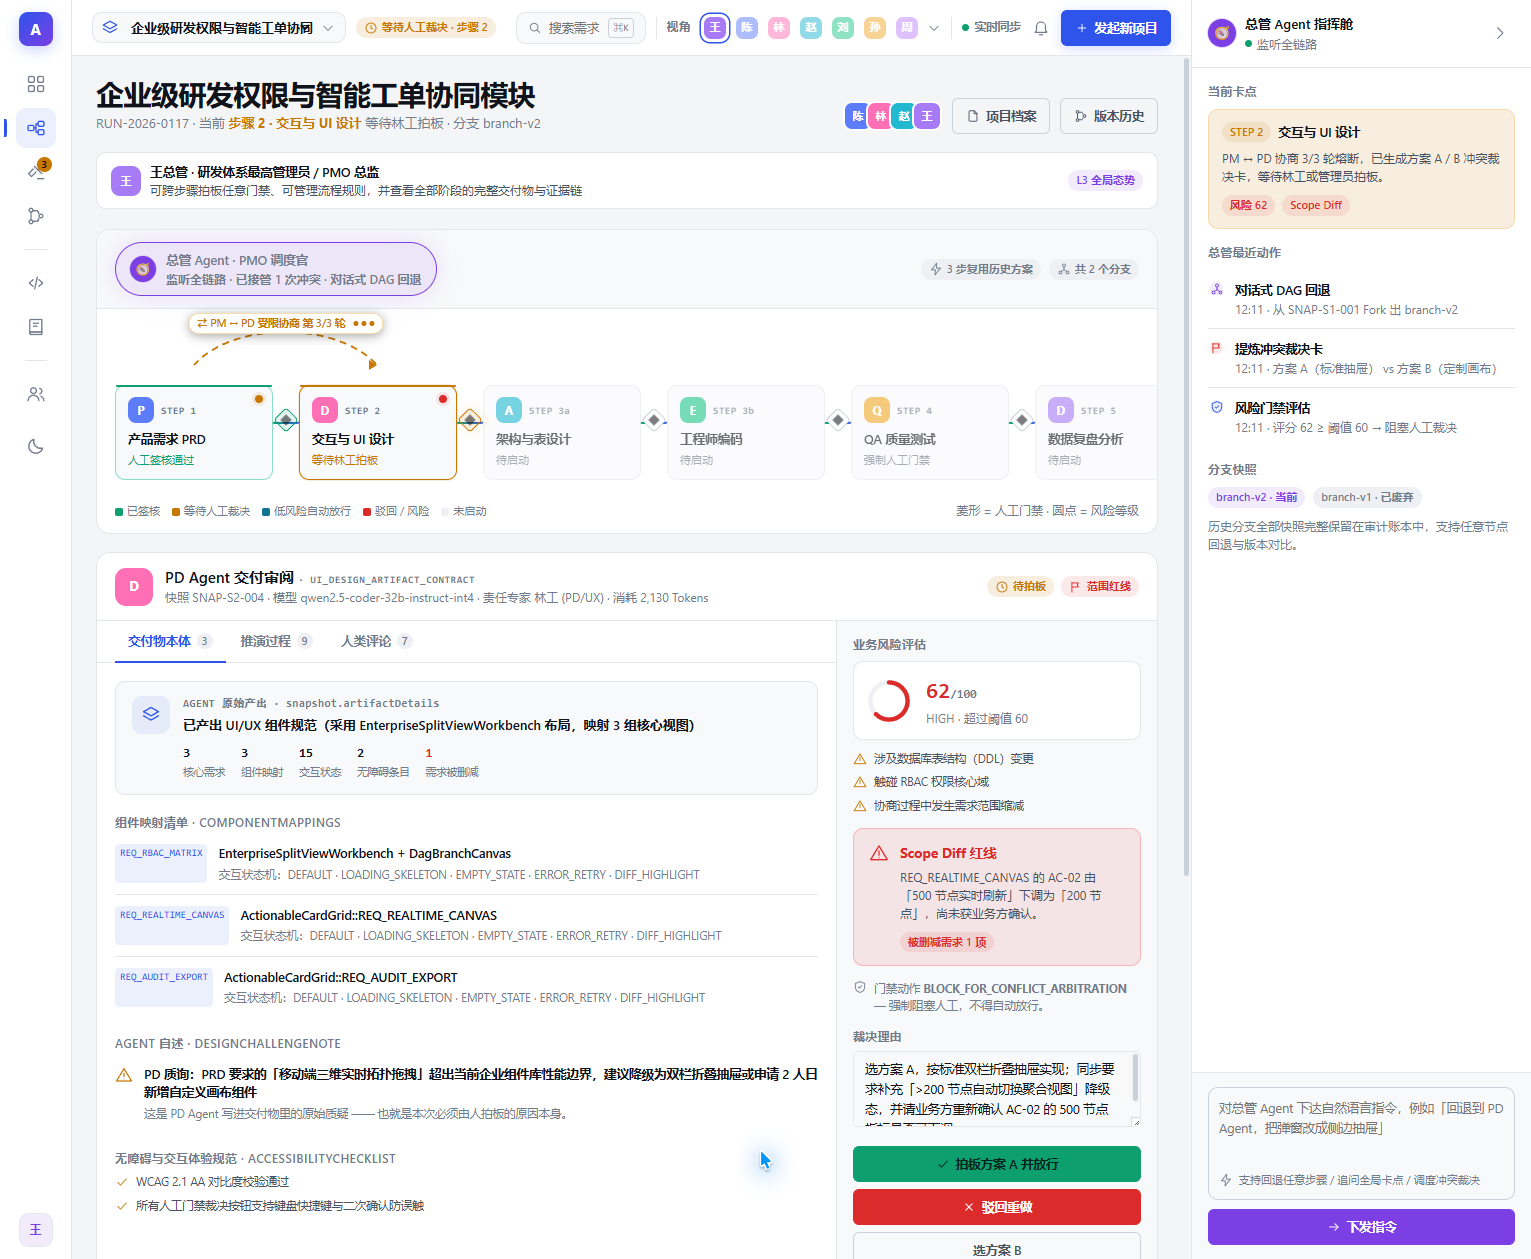 A
企业级研发权限与智能工单协同模块
等待人工裁决 · 步骤 2
搜索需求 ⌘K
视角 王 陈 林 赵 刘 孙 周
实时同步
+ 发起新项目
3
王
企业级研发权限与智能工单协同模块
RUN-2026-0117 · 当前 步骤 2 · 交互与 UI 设计 等待林工拍板 · 分支 branch-v2
陈 林 赵 王
项目档案
版本历史
王
王总管 · 研发体系最高管理员 / PMO 总监
可跨步骤拍板任意门禁、可管理流程规则，并查看全部阶段的完整交付物与证据链
L3 全局态势
总管 Agent · PMO 调度官
监听全链路 · 已接管 1 次冲突 · 对话式 DAG 回退
3 步复用历史方案
共 2 个分支
⇄ PM ↔ PD 受限协商 第 3/3 轮 •••
P STEP 1
产品需求 PRD
人工签核通过
D STEP 2
交互与 UI 设计
等待林工拍板
A STEP 3a
架构与表设计
待启动
E STEP 3b
工程师编码
待启动
Q STEP 4
QA 质量测试
强制人工门禁
D STEP 5
数据复盘分析
待启动
已签核 等待人工裁决 低风险自动放行 驳回 / 风险 未启动
菱形 = 人工门禁 · 圆点 = 风险等级
D
PD Agent 交付审阅 · UI_DESIGN_ARTIFACT_CONTRACT
快照 SNAP-S2-004 · 模型 qwen2.5-coder-32b-instruct-int4 · 责任专家 林工 (PD/UX) · 消耗 2,130 Tokens
待拍板
范围红线
交付物本体 3
推演过程 9
人类评论 7
AGENT 原始产出 · snapshot.artifactDetails
已产出 UI/UX 组件规范（采用 EnterpriseSplitViewWorkbench 布局，映射 3 组核心视图）
3 3 15 2 1
核心需求 组件映射 交互状态 无障碍条目 需求被删减
组件映射清单 · COMPONENTMAPPINGS
REQ_RBAC_MATRIX
EnterpriseSplitViewWorkbench + DagBranchCanvas
交互状态机：DEFAULT · LOADING_SKELETON · EMPTY_STATE · ERROR_RETRY · DIFF_HIGHLIGHT
REQ_REALTIME_CANVAS
ActionableCardGrid::REQ_REALTIME_CANVAS
交互状态机：DEFAULT · LOADING_SKELETON · EMPTY_STATE · ERROR_RETRY · DIFF_HIGHLIGHT
REQ_AUDIT_EXPORT
ActionableCardGrid::REQ_AUDIT_EXPORT
交互状态机：DEFAULT · LOADING_SKELETON · EMPTY_STATE · ERROR_RETRY · DIFF_HIGHLIGHT
AGENT 自述 · DESIGNCHALLENGENOTE
PD 质询：PRD 要求的「移动端三维实时拓扑拖拽」超出当前企业组件库性能边界，建议降级为双栏折叠抽屉或申请 2 人日
新增自定义画布组件
这是 PD Agent 写进交付物里的原始质疑 —— 也就是本次必须由人拍板的原因本身。
无障碍与交互体验规范 · ACCESSIBILITYCHECKLIST
WCAG 2.1 AA 对比度校验通过
所有人工门禁裁决按钮支持键盘快捷键与二次确认防误触
业务风险评估
62/100
HIGH · 超过阈值 60
涉及数据库表结构（DDL）变更
触碰 RBAC 权限核心域
协商过程中发生需求范围缩减
Scope Diff 红线
REQ_REALTIME_CANVAS 的 AC-02 由
「500 节点实时刷新」下调为「200 节
点」，尚未获业务方确认。
被删减需求 1 项
门禁动作 BLOCK_FOR_CONFLICT_ARBITRATION
— 强制阻塞人工，不得自动放行。
裁决理由
选方案 A，按标准双栏折叠抽屉实现；同步要
求补充「>200 节点自动切换聚合视图」降级
态，并请业务方重新确认 AC-02 的 500 节点
拍板方案 A 并放行
驳回重做
选方案 B
总管 Agent 指挥舱
监听全链路
当前卡点
STEP 2 交互与 UI 设计
PM ↔ PD 协商 3/3 轮熔断，已生成方案 A / B 冲突裁
决卡，等待林工或管理员拍板。
风险 62 Scope Diff
总管最近动作
对话式 DAG 回退
12:11 · 从 SNAP-S1-001 Fork 出 branch-v2
提炼冲突裁决卡
12:11 · 方案 A（标准抽屉） vs 方案 B（定制画布）
风险门禁评估
12:11 · 评分 62 ≥ 阈值 60 → 阻塞人工裁决
分支快照
branch-v2 · 当前 branch-v1 · 已废弃
历史分支全部快照完整保留在审计账本中，支持任意节点
回退与版本对比。
对总管 Agent 下达自然语言指令，例如「回退到 PD
Agent，把弹窗改成侧边抽屉」
支持回退任意步骤 / 追问全局卡点 / 调度冲突裁决
→ 下发指令